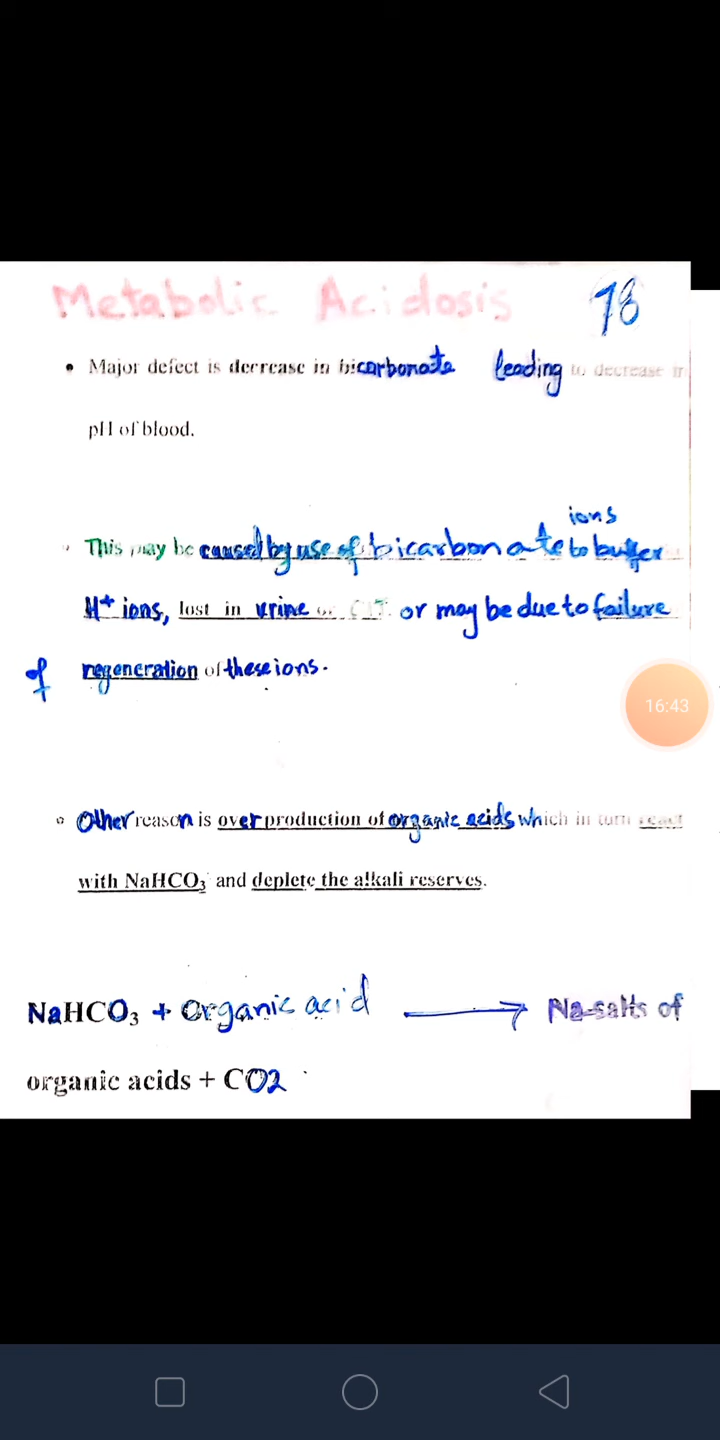 Metabolic Acidosis 78
• Major defect is decrease in bicarbonate leading to decrease in
pH of blood.
ions
This may be caused by use of bicarbonate to buffer
H+ ions, lost in urine or GIT or may be due to failure
of regeneration of these ions.
16:43
Other reason is over production of organic acids which in turn react
with NaHCO3 and deplete the alkali reserves.
NaHCO3 + Organic acid → Na-salts of
organic acids + CO2